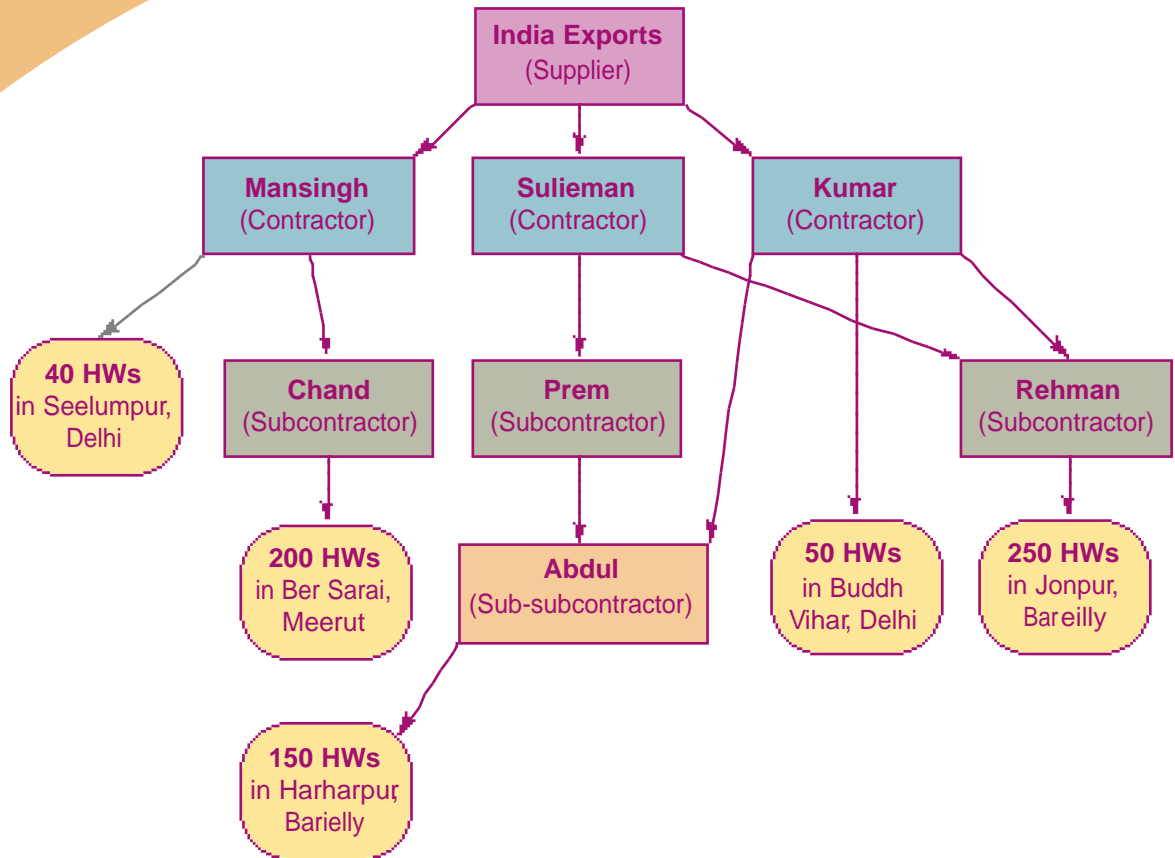 India Exports
(Supplier)
Mansingh
(Contractor)
Sulieman
(Contractor)
Kumar
(Contractor)
40 HWs
in Seelumpur,
Delhi
Chand
(Subcontractor)
Prem
(Subcontractor)
Rehman
(Subcontractor)
200 HWs
in Ber Sarai,
Meerut
Abdul
(Sub-subcontractor)
50 HWs
in Buddh
Vihar, Delhi
250 HWs
in Jonpur,
Bareilly
150 HWs
in Harharpur,
Barielly